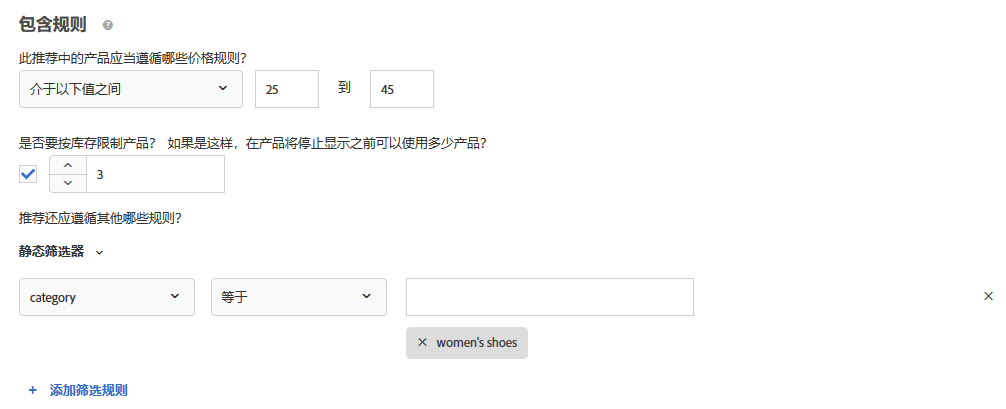 包含规则
此推荐中的产品应当遵循哪些价格规则？
介于以下值之间 25 到 45
是否要按库存限制产品？ 如果是这样，在产品将停止显示之前可以使用多少产品？
3
推荐还应遵循其他哪些规则？
静态筛选器
category 等于
women's shoes
+ 添加筛选规则